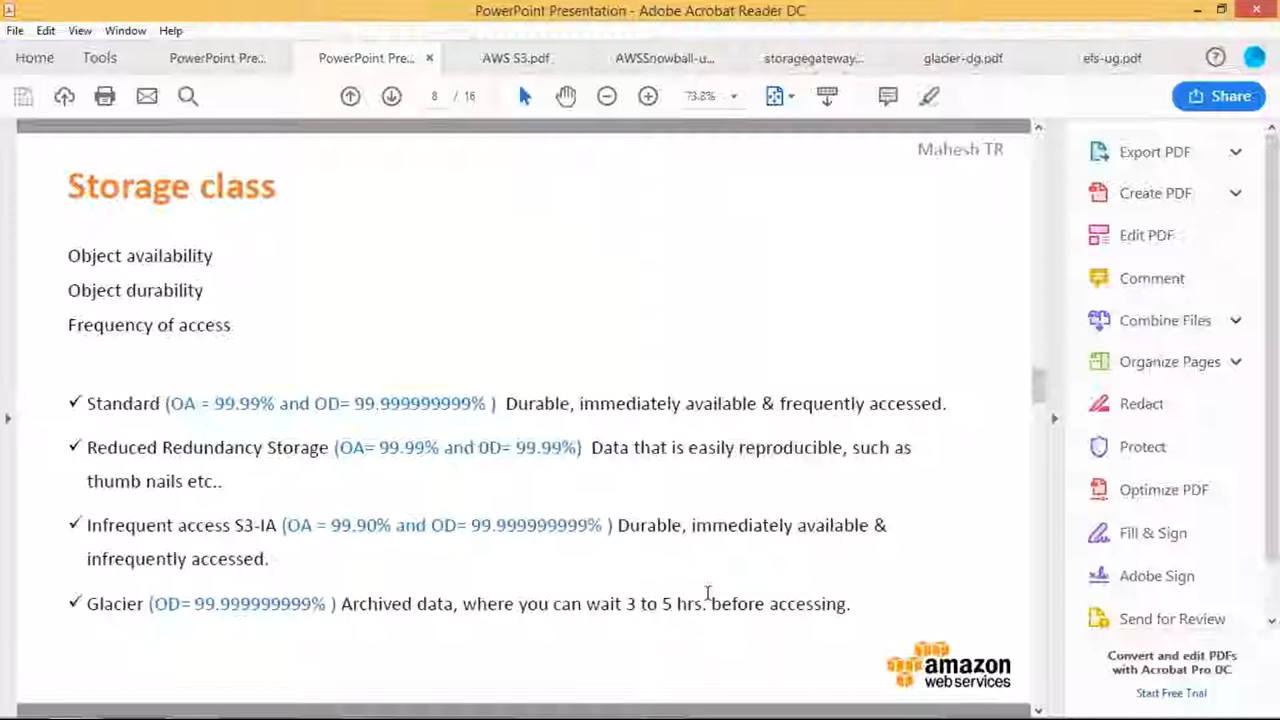 PowerPoint Presentation - Adobe Acrobat Reader DC
File Edit View Window Help
Home Tools PowerPoint Pre... PowerPoint Pre... × AWS S3.pdf AWSSnowball-u... storagegateway... glacier-dg.pdf efs-ug.pdf
8 / 16 73.8% Share
Mahesh TR
Storage class
Object availability
Object durability
Frequency of access
✓ Standard (OA = 99.99% and OD= 99.999999999% ) Durable, immediately available & frequently accessed.
✓ Reduced Redundancy Storage (OA= 99.99% and 0D= 99.99%) Data that is easily reproducible, such as
thumb nails etc..
✓ Infrequent access S3-IA (OA = 99.90% and OD= 99.999999999% ) Durable, immediately available &
infrequently accessed.
✓ Glacier (OD= 99.999999999% ) Archived data, where you can wait 3 to 5 hrs. before accessing.
amazon
web services
Export PDF
Create PDF
Edit PDF
Comment
Combine Files
Organize Pages
Redact
Protect
Optimize PDF
Fill & Sign
Adobe Sign
Send for Review
Convert and edit PDFs
with Acrobat Pro DC
Start Free Trial